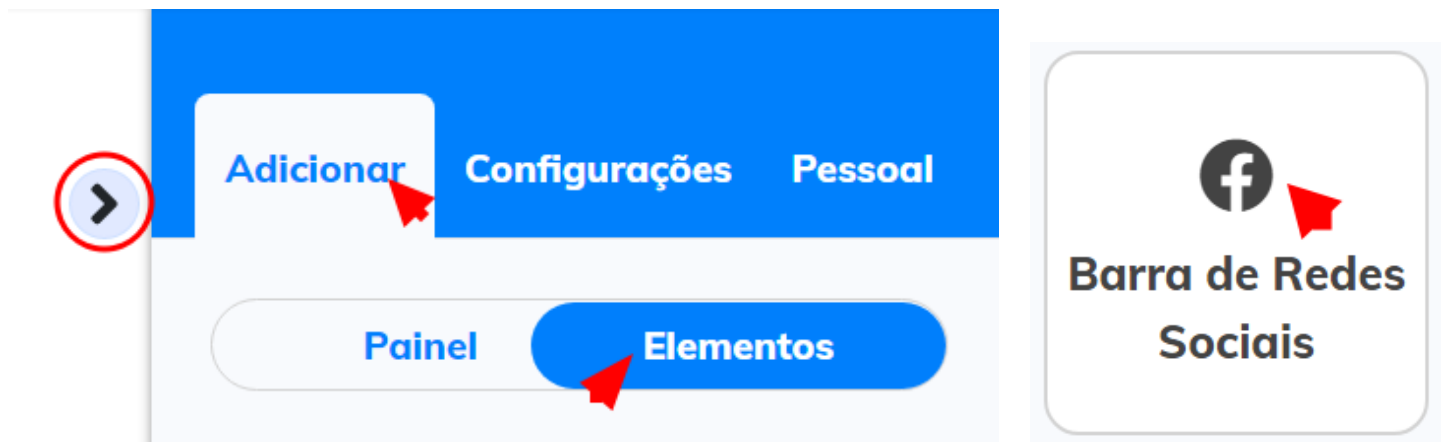 Adicionar Configurações Pessoal
Painel Elementos
Barra de Redes
Sociais